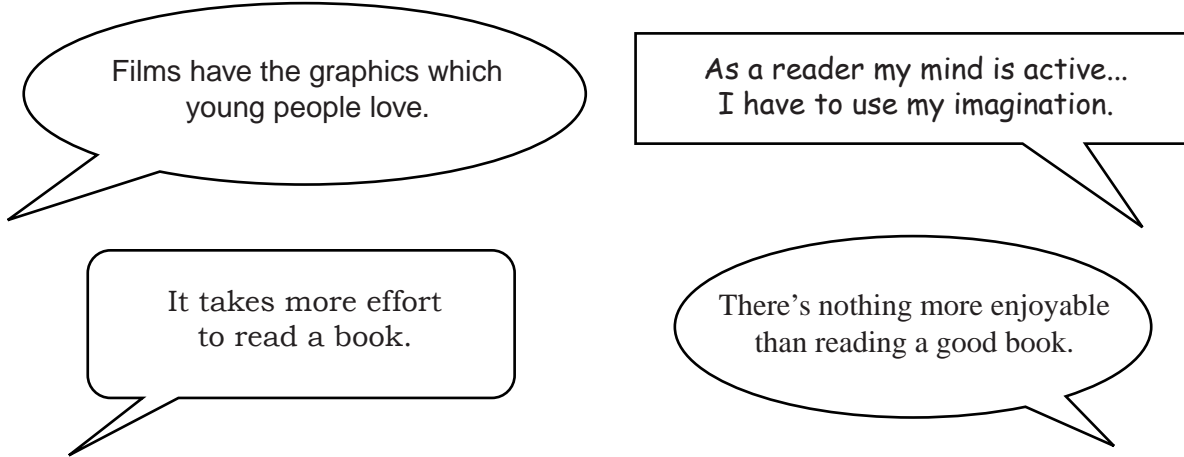 Films have the graphics which
young people love.
As a reader my mind is active...
I have to use my imagination.
It takes more effort
to read a book.
There’s nothing more enjoyable
than reading a good book.